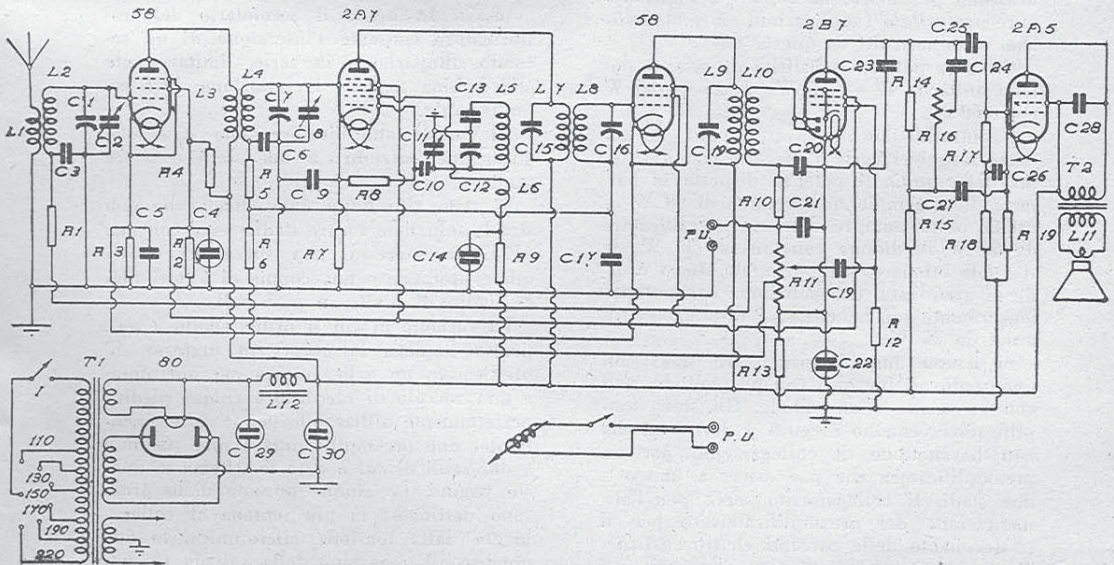 58
2A7
58
2B7
2A5
L2
C1
C2
L1
C3
R1
R3
C5
R4
R2
C4
L4
R5
R7
C7
C6
C8
C9
R8
C11
C10
C13
C12
L5
L6
C14
R9
L7
C15
L8
C16
C17
C19
L9
L10
P.U
C20
R10
C21
R11
C19
C22
R13
R12
C23
R14
R15
C25
C24
R16
R17
C26
C27
R18
R19
C28
T2
L11
T1
80
L12
C29
C30
110
130
150
170
190
220
P.U